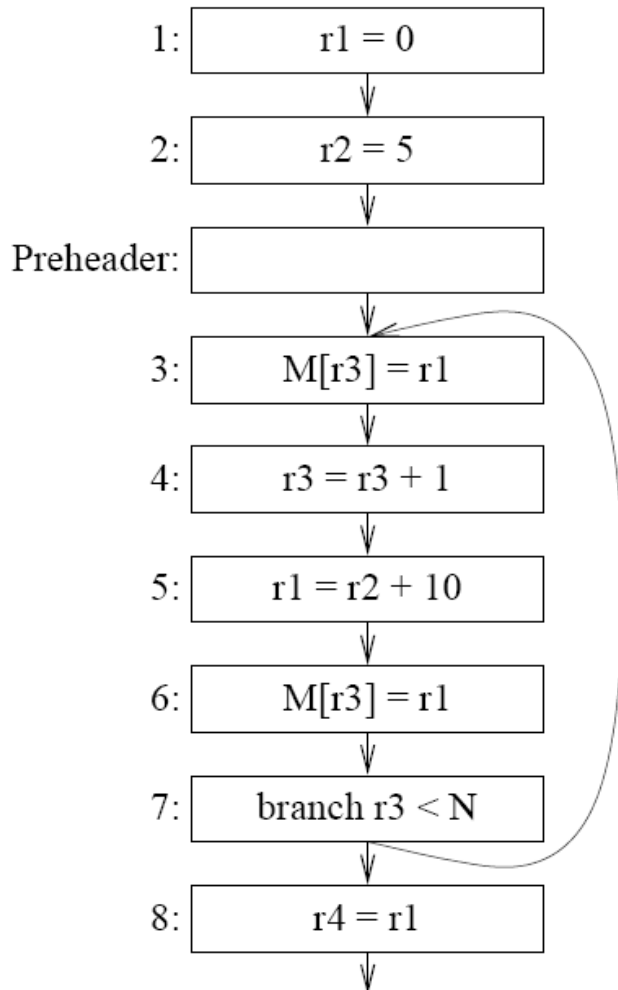 1: r1 = 0
2: r2 = 5
Preheader:
3: M[r3] = r1
4: r3 = r3 + 1
5: r1 = r2 + 10
6: M[r3] = r1
7: branch r3 < N
8: r4 = r1